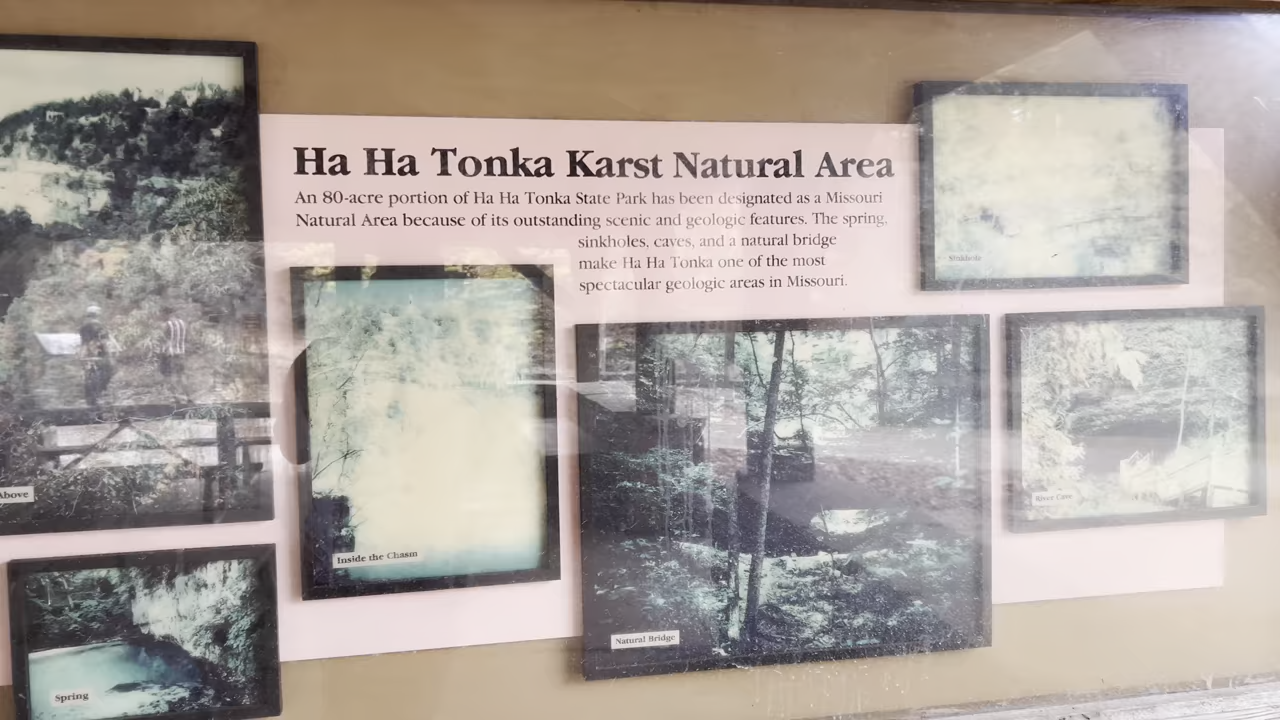 Ha Ha Tonka Karst Natural Area
An 80-acre portion of Ha Ha Tonka State Park has been designated as a Missouri
Natural Area because of its outstanding scenic and geologic features. The spring,
sinkholes, caves, and a natural bridge
make Ha Ha Tonka one of the most
spectacular geologic areas in Missouri.
Sinkhole
Above
Inside the Chasm
River Cave
Natural Bridge
Spring